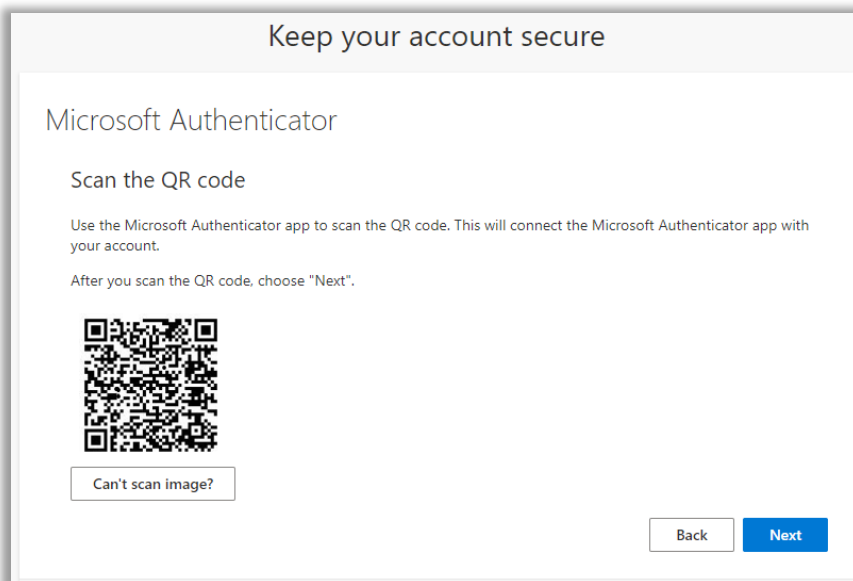 Keep your account secure
Microsoft Authenticator
Scan the QR code
Use the Microsoft Authenticator app to scan the QR code. This will connect the Microsoft Authenticator app with
your account.
After you scan the QR code, choose "Next".
Can't scan image?
Back
Next